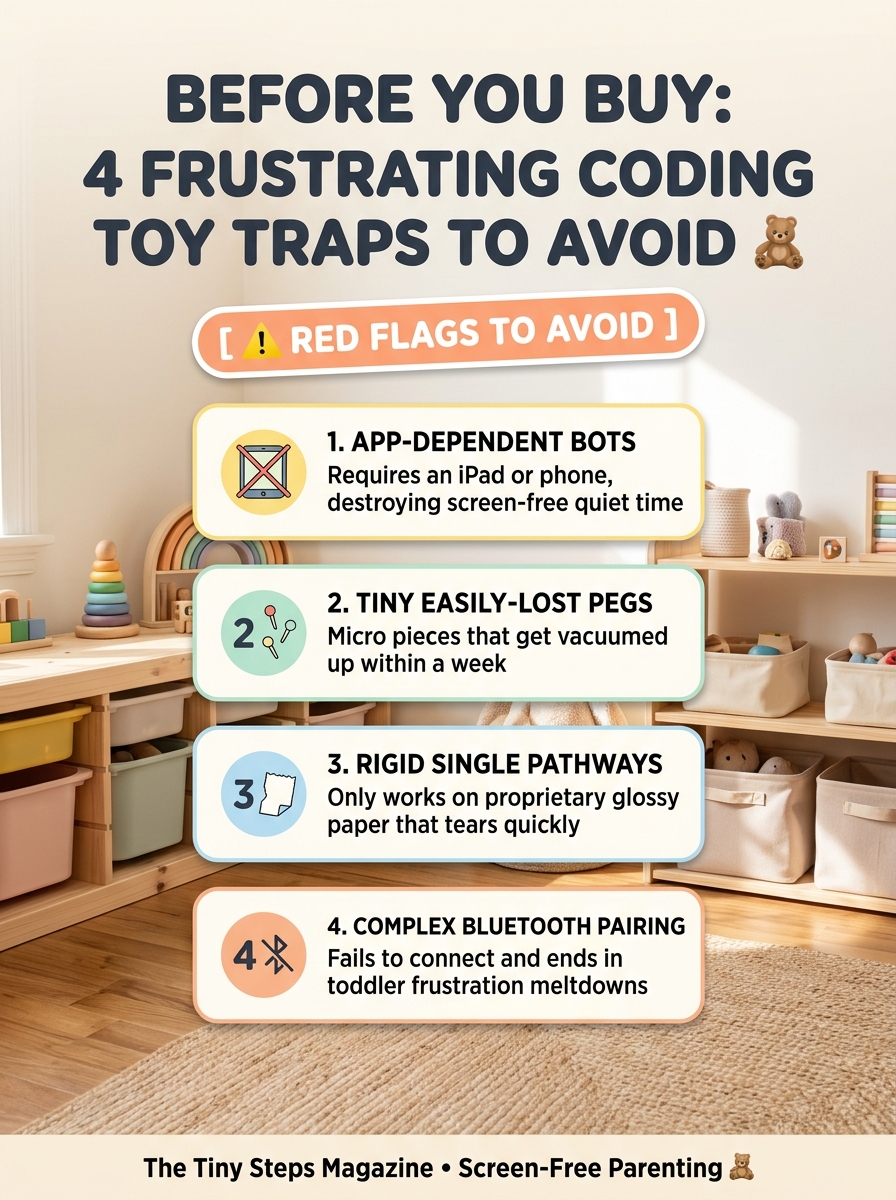 BEFORE YOU BUY:
4 FRUSTRATING CODING
TOY TRAPS TO AVOID 🧸
[ ⚠️ RED FLAGS TO AVOID ]
1. APP-DEPENDENT BOTS
Requires an iPad or phone,
destroying screen-free quiet time
2
2. TINY EASILY-LOST PEGS
Micro pieces that get vacuumed
up within a week
3
3. RIGID SINGLE PATHWAYS
Only works on proprietary glossy
paper that tears quickly
4
4. COMPLEX BLUETOOTH PAIRING
Fails to connect and ends in
toddler frustration meltdowns
The Tiny Steps Magazine • Screen-Free Parenting 🧸